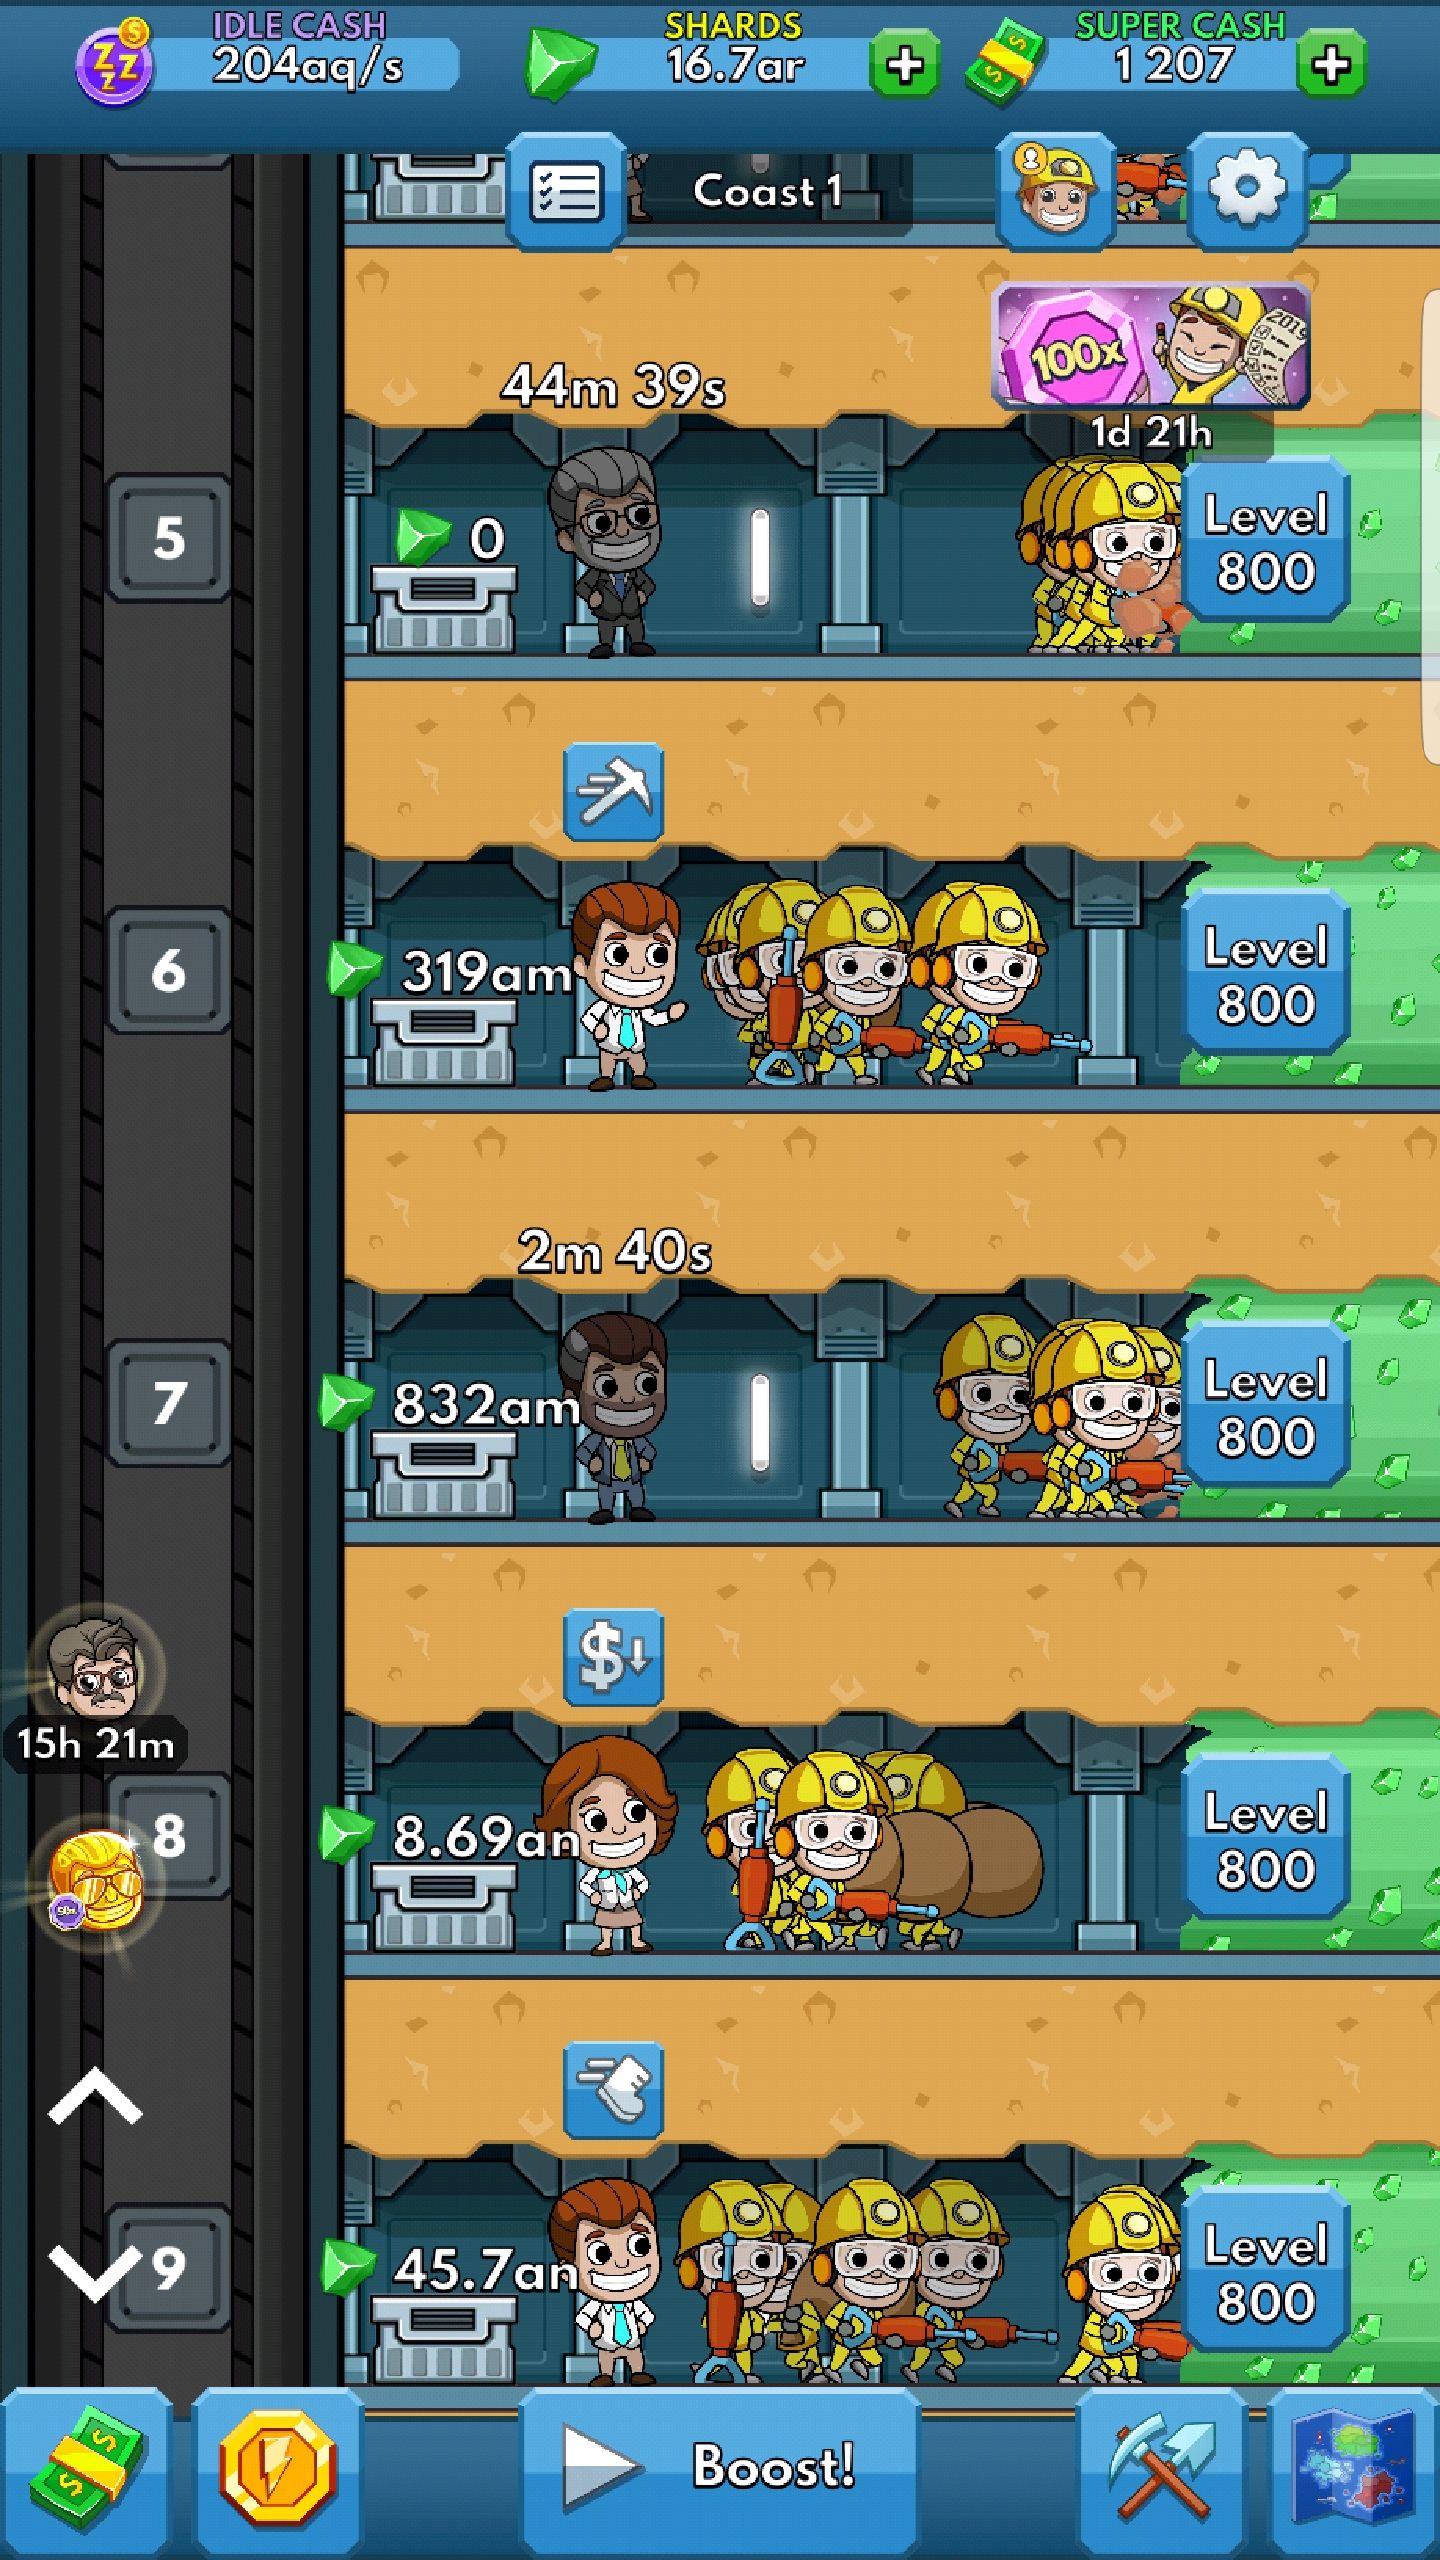 IDLE CASH
204aq/s
SHARDS
16.7ar
SUPER CASH
1 207
Coast 1
100x
2019
1d 21h
44m 39s
5
0
Level
800
6
319am
Level
800
2m 40s
7
832am
Level
800
15h 21m
8
8.69an
Level
800
9
45.7an
Level
800
Boost!